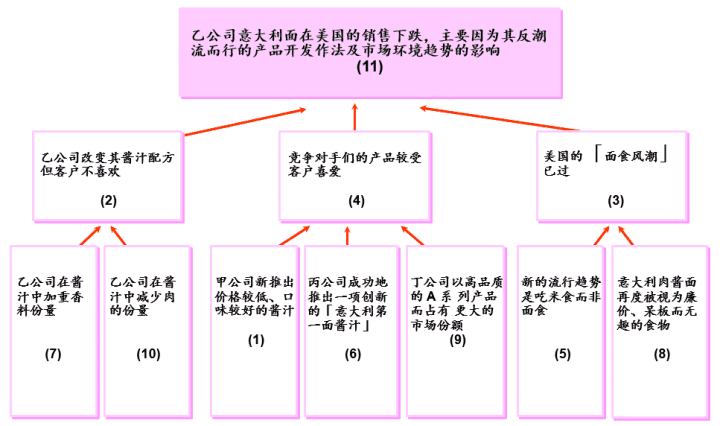 乙公司意大利面在美国的销售下跌，主要因为其反潮
流而行的产品开发作法及市场环境趋势的影响
(11)
乙公司改变其酱汁配方
但客户不喜欢
(2)
竞争对手们的产品较受
客户喜爱
(4)
美国的「面食风潮」
已过
(3)
乙公司在酱
汁中加重香
料份量
(7)
乙公司在酱
汁中减少肉
的份量
(10)
甲公司新推出
价格较低、口
味较好的酱汁
(1)
丙公司成功地
推出一项创新
的「意大利第
一面酱汁」
(6)
丁公司以高品质
的 A 系 列产品
而占有 更大的
市场份额
(9)
新的流行趋势
是吃米食而非
面食
(5)
意大利肉酱面
再度被视为廉
价、呆板而无
趣的食物
(8)